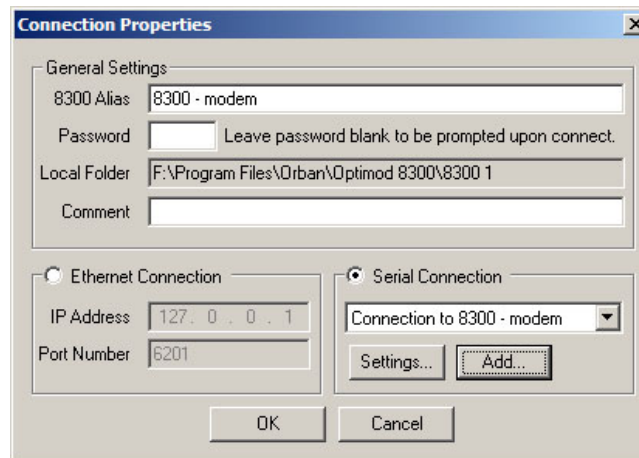 Connection Properties
General Settings
8300 Alias 8300 - modem
Password Leave password blank to be prompted upon connect.
Local Folder F:\Program Files\Orban\Optimod 8300\8300 1
Comment
Ethernet Connection
IP Address 127. 0 . 0 . 1
Port Number 6201
Serial Connection
Connection to 8300 - modem
Settings... Add...
OK Cancel